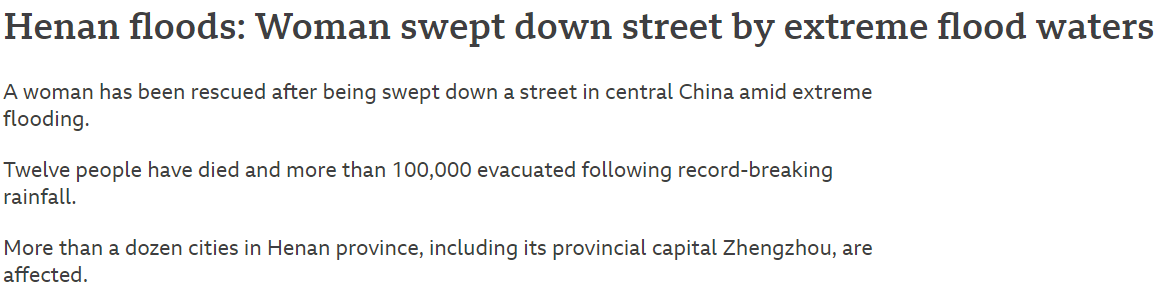 Henan floods: Woman swept down street by extreme flood waters
A woman has been rescued after being swept down a street in central China amid extreme
flooding.
Twelve people have died and more than 100,000 evacuated following record-breaking
rainfall.
More than a dozen cities in Henan province, including its provincial capital Zhengzhou, are
affected.